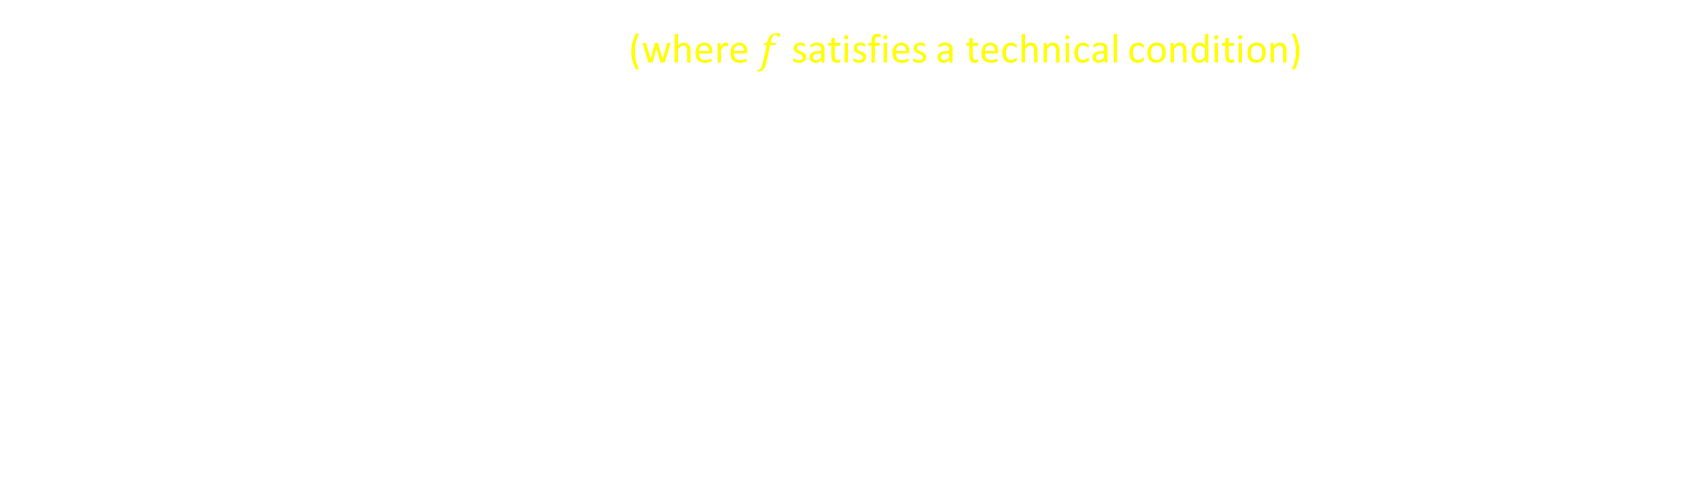 (where f satisfies a technical condition)